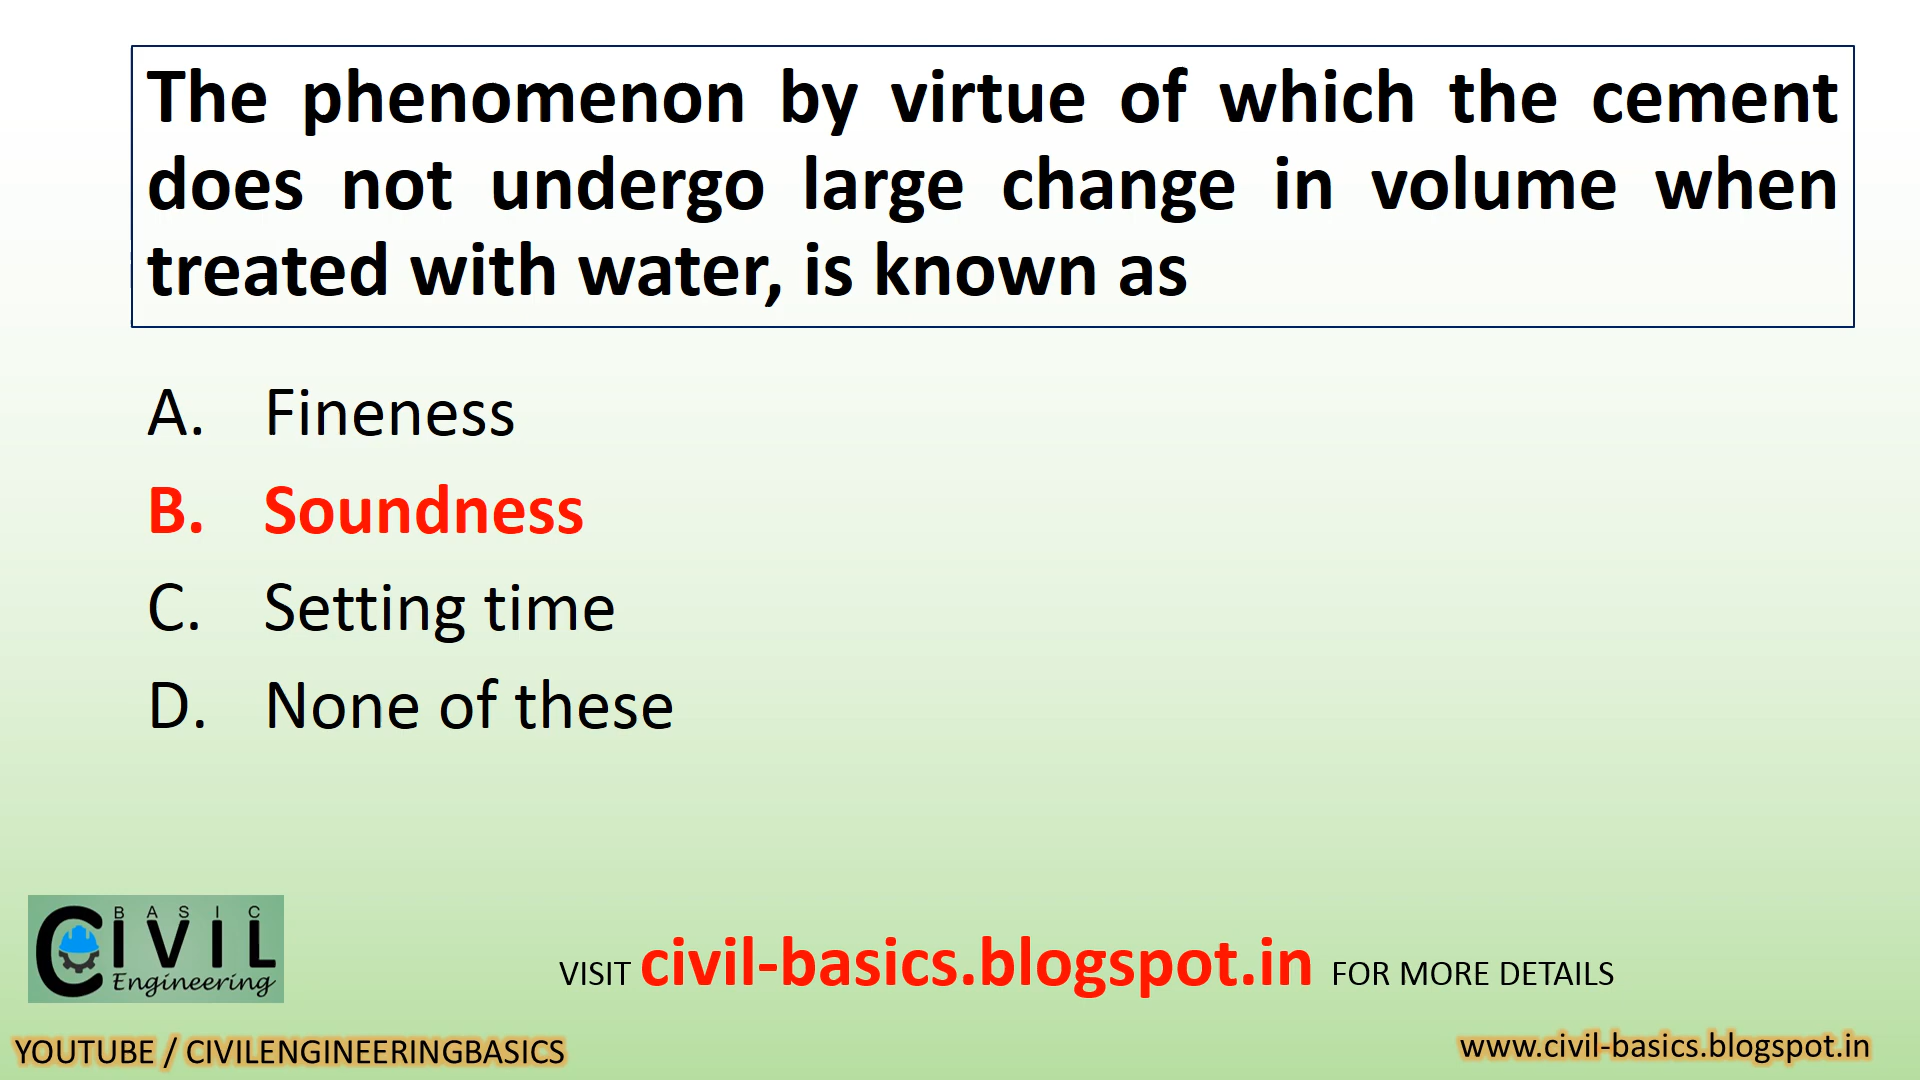 The phenomenon by virtue of which the cement
does not undergo large change in volume when
treated with water, is known as
A. Fineness
B. Soundness
C. Setting time
D. None of these
BASIC
CIVIL
Engineering
VISIT civil-basics.blogspot.in FOR MORE DETAILS
YOUTUBE / CIVILENGINEERINGBASICS
www.civil-basics.blogspot.in